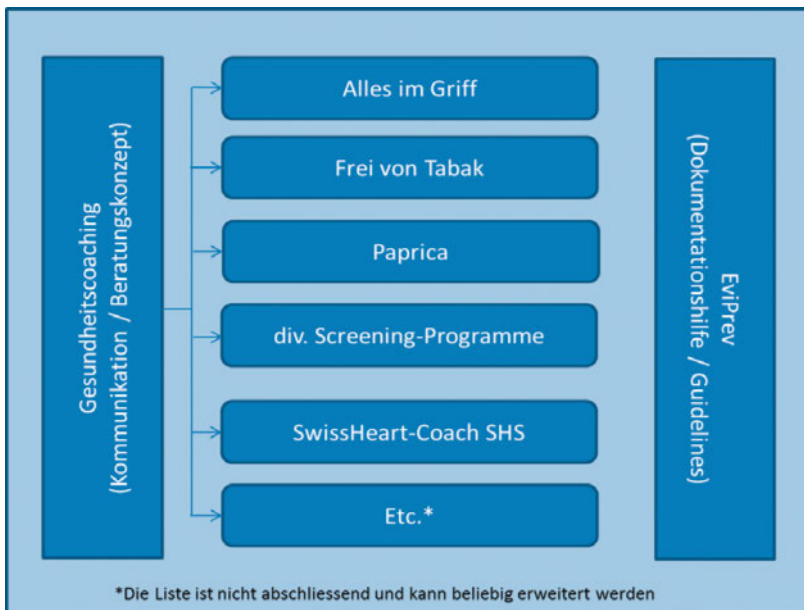 Gesundheitscoaching
(Kommunikation / Beratungskonzept)
Alles im Griff
Frei von Tabak
Paprica
div. Screening-Programme
SwissHeart-Coach SHS
Etc.*
EviPrev
(Dokumentationshilfe / Guidelines)
*Die Liste ist nicht abschliessend und kann beliebig erweitert werden